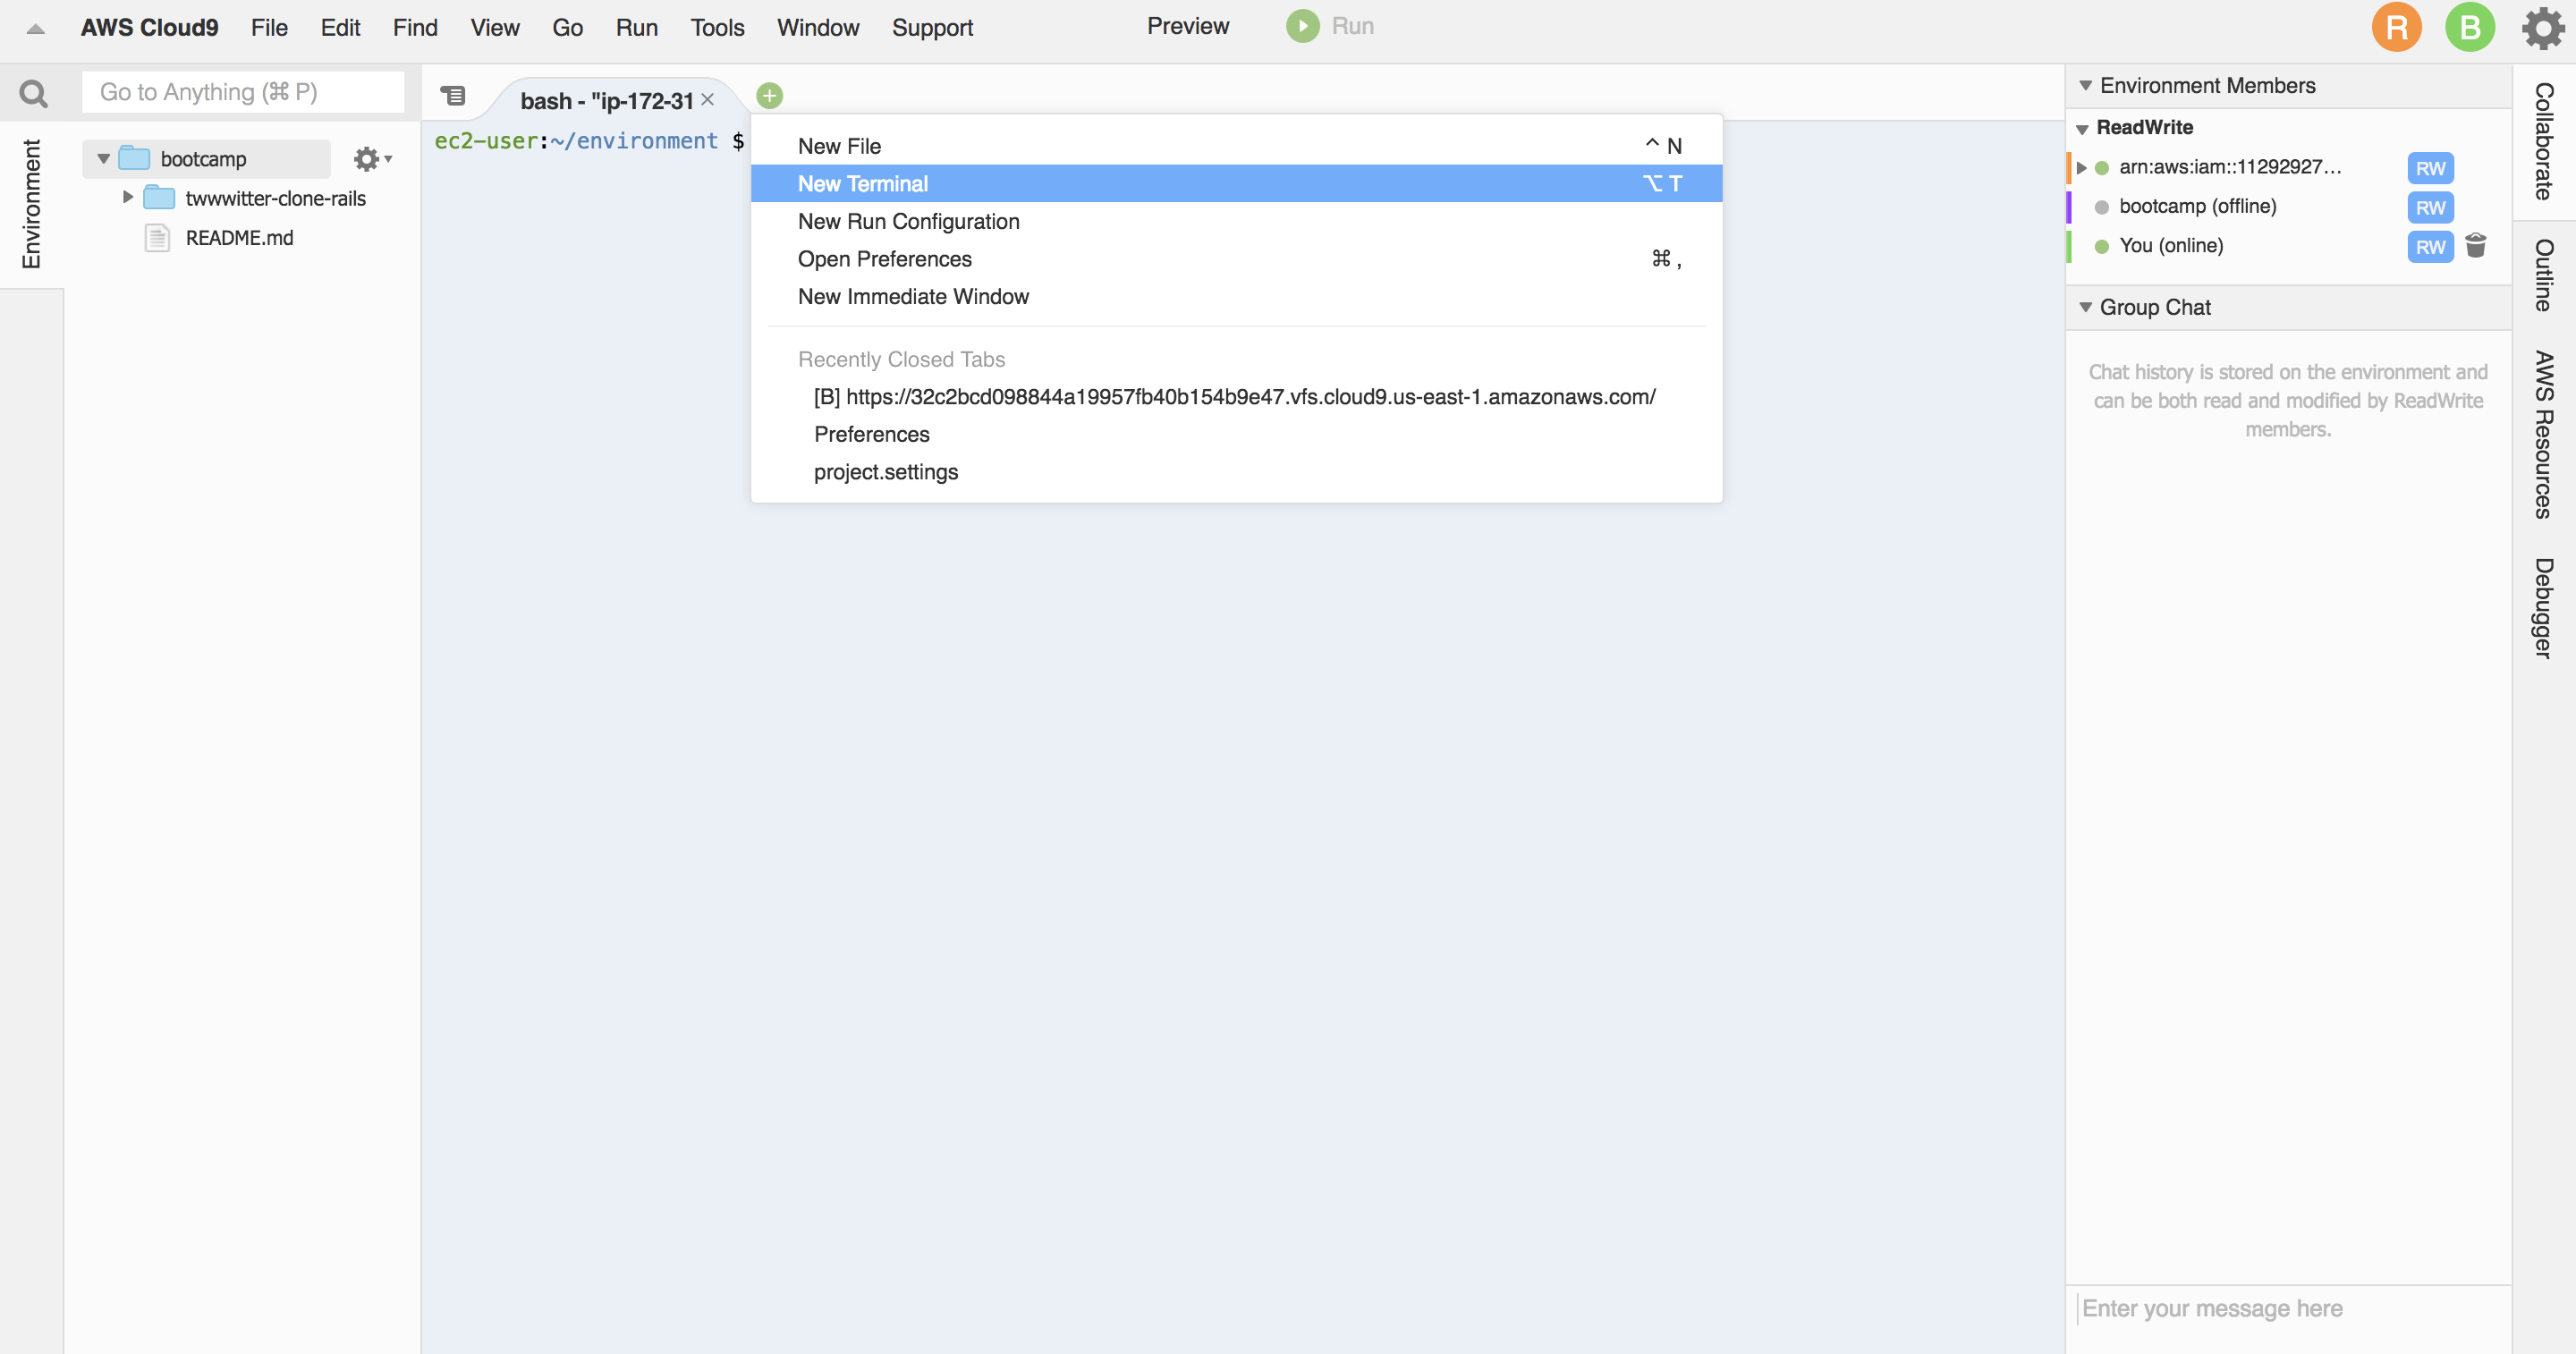 AWS Cloud9 File Edit Find View Go Run Tools Window Support Preview Run R B
Go to Anything (⌘ P)
bash - "ip-172-31
Environment
bootcamp
twwwitter-clone-rails
README.md
ec2-user:~/environment $
New File ^ N
New Terminal ⌥ T
New Run Configuration
Open Preferences ⌘ ,
New Immediate Window
Recently Closed Tabs
[B] https://32c2bcd098844a19957fb40b154b9e47.vfs.cloud9.us-east-1.amazonaws.com/
Preferences
project.settings
Environment Members
ReadWrite
arn:aws:iam::11292927... RW
bootcamp (offline) RW
You (online) RW
Group Chat
Chat history is stored on the environment and
can be both read and modified by ReadWrite
members.
Enter your message here
Collaborate
Outline
AWS Resources
Debugger